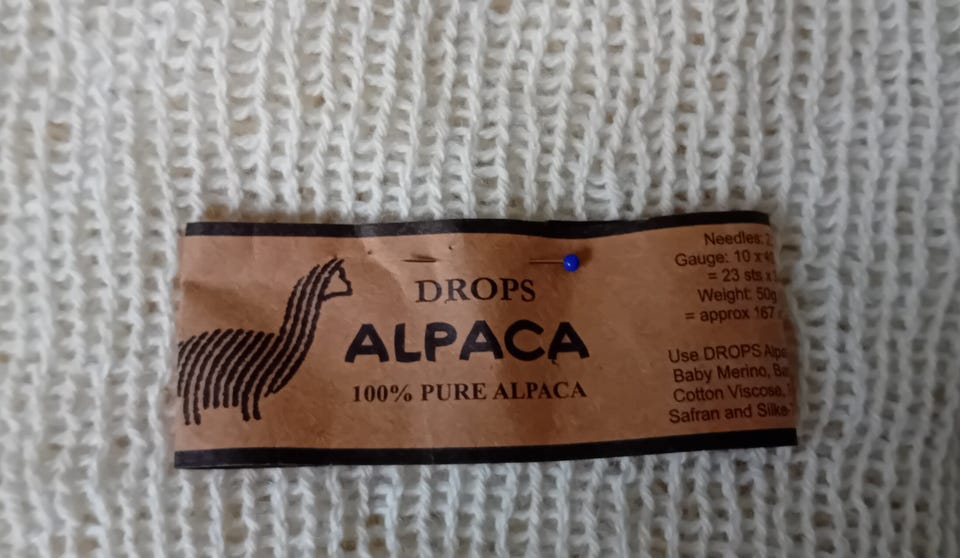 DROPS
ALPACA
100% PURE ALPACA
Needles:
Gauge: 10 x
= 23 sts x
Weight: 50g
= approx 167
Use DROPS
Baby Merino,
Cotton Viscose,
Safran and